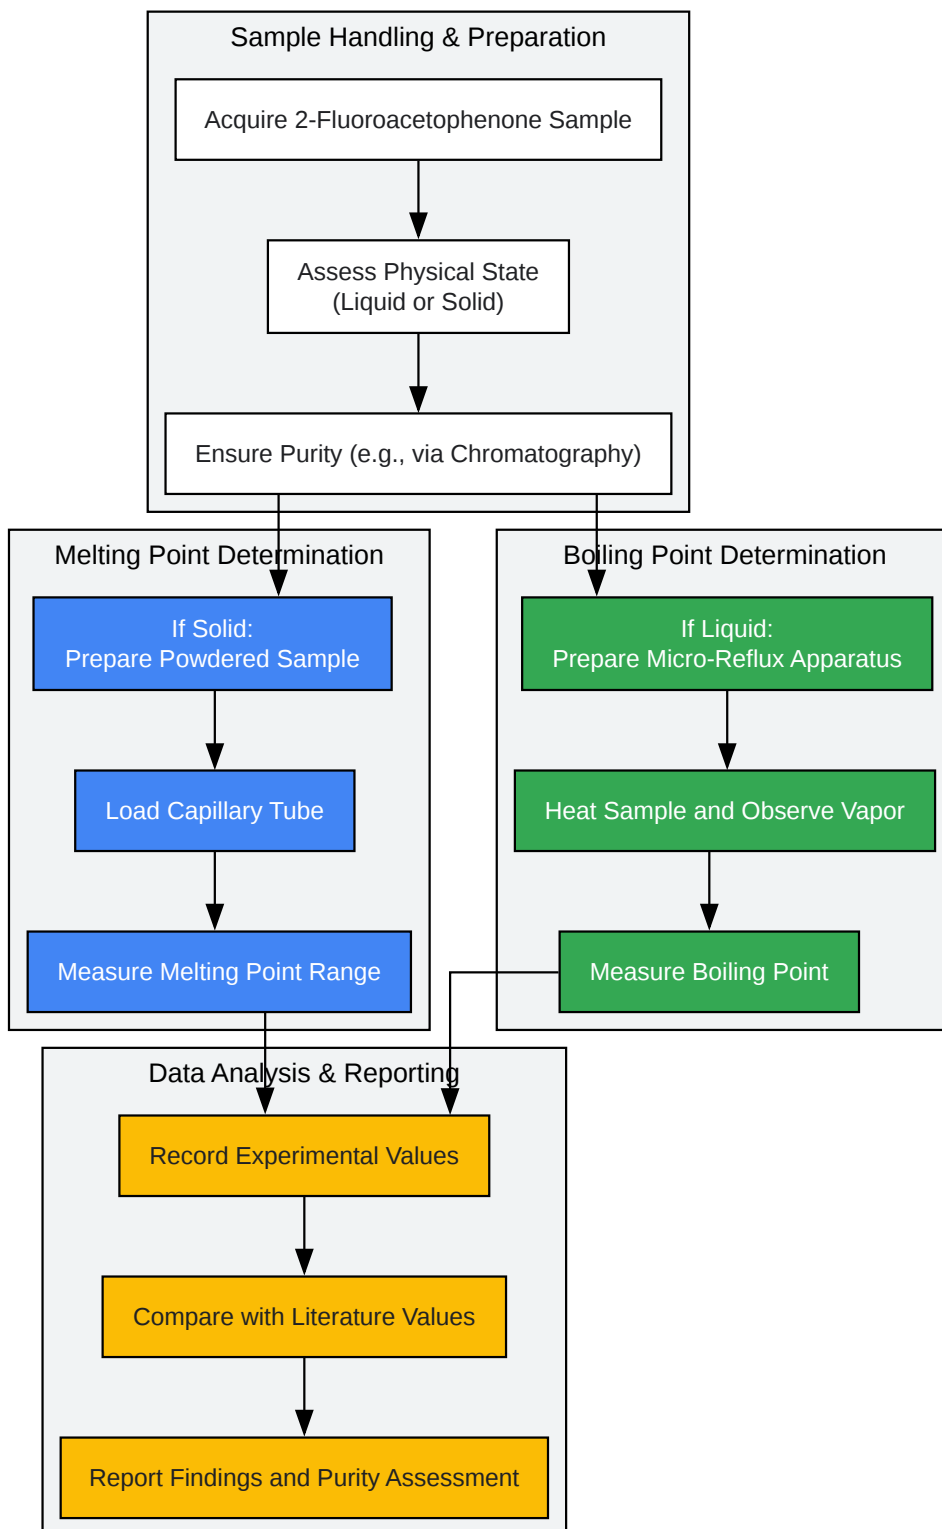 Sample Handling & Preparation
Acquire 2-Fluoroacetophenone Sample
Assess Physical State
(Liquid or Solid)
Ensure Purity (e.g., via Chromatography)
Melting Point Determination
If Solid:
Prepare Powdered Sample
Load Capillary Tube
Measure Melting Point Range
Boiling Point Determination
If Liquid:
Prepare Micro-Reflux Apparatus
Heat Sample and Observe Vapor
Measure Boiling Point
Data Analysis & Reporting
Record Experimental Values
Compare with Literature Values
Report Findings and Purity Assessment